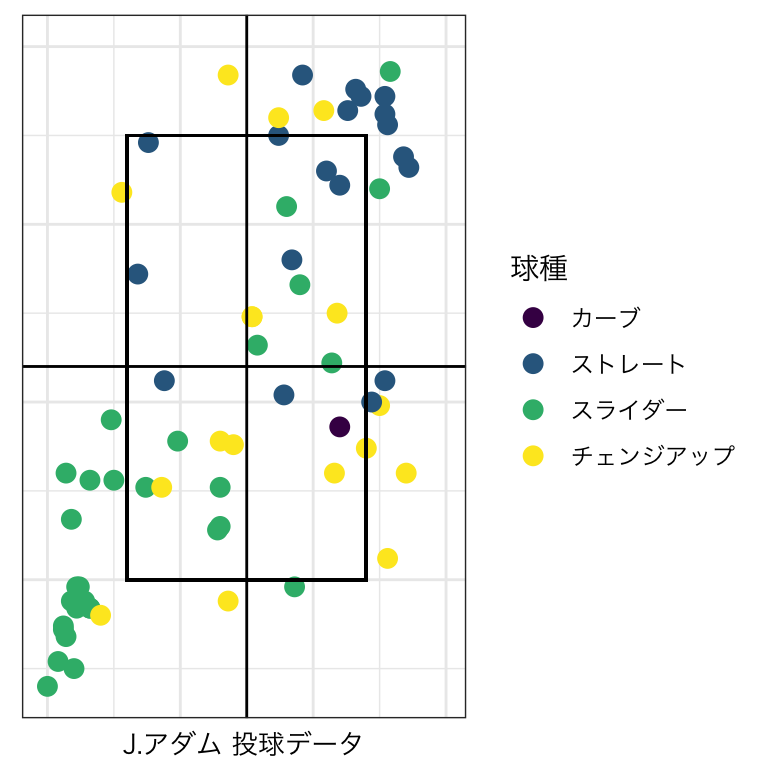 球種
カーブ
ストレート
スライダー
チェンジアップ
J.アダム 投球データ